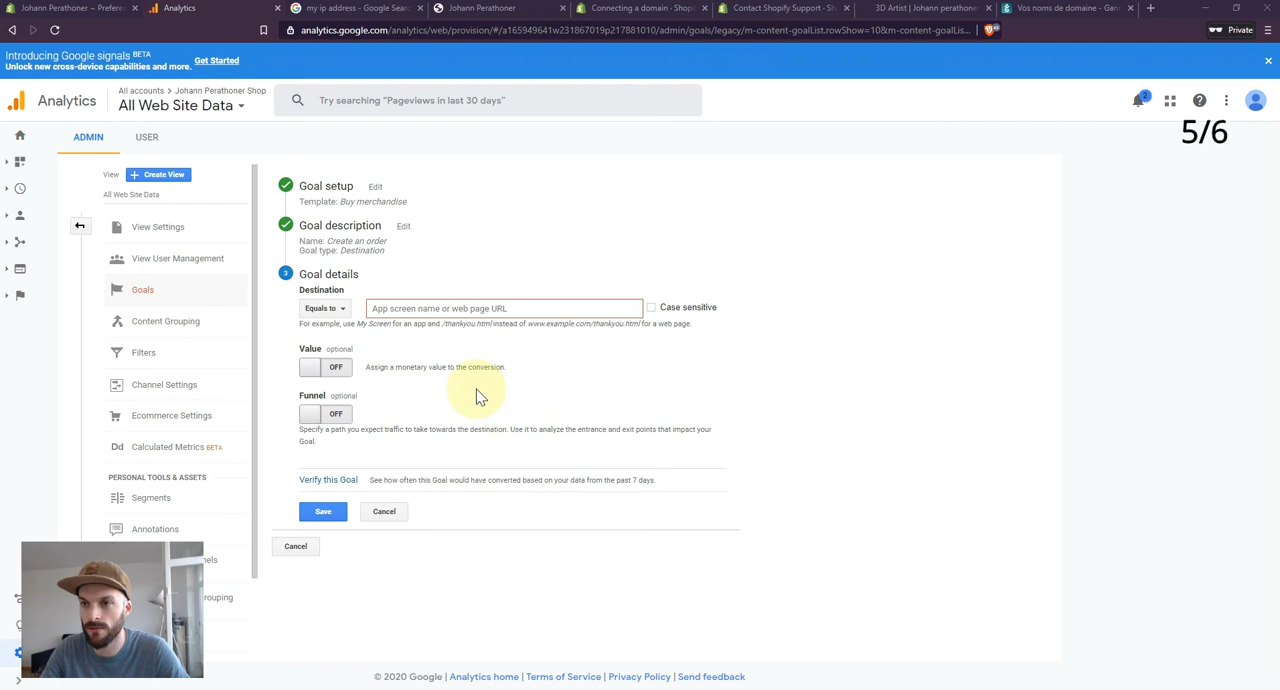 Johann Perathoner ~ Prefere
Analytics
my ip address - Google Sear
Johann Perathoner
Connecting a domain · Shopi
Contact Shopify Support · Sh
3D Artist | Johann perathoner
Vos noms de domaine - Gan
analytics.google.com/analytics/web/provision/#/a165949641w231867019p217881010/admin/goals/legacy/m-content-goalList.rowShow=10&m-content-goalLis...
Private
Introducing Google signals BETA
Unlock new cross-device capabilities and more.
Get Started
Analytics
All accounts > Johann Perathoner Shop
All Web Site Data
Try searching "Pageviews in last 30 days"
2
5/6
ADMIN
USER
View
+ Create View
All Web Site Data
View Settings
View User Management
Goals
Content Grouping
Filters
Channel Settings
Ecommerce Settings
Dd Calculated Metrics BETA
PERSONAL TOOLS & ASSETS
Segments
Annotations
els
rouping
Goal setup Edit
Template: Buy merchandise
Goal description Edit
Name: Create an order
Goal type: Destination
3 Goal details
Destination
Equals to
App screen name or web page URL
Case sensitive
For example, use My Screen for an app and /thankyou.html instead of www.example.com/thankyou.html for a web page.
Value optional
OFF
Assign a monetary value to the conversion.
Funnel optional
OFF
Specify a path you expect traffic to take towards the destination. Use it to analyze the entrance and exit points that impact your
Goal.
Verify this Goal
See how often this Goal would have converted based on your data from the past 7 days.
Save
Cancel
Cancel
© 2020 Google | Analytics home | Terms of Service | Privacy Policy | Send feedback